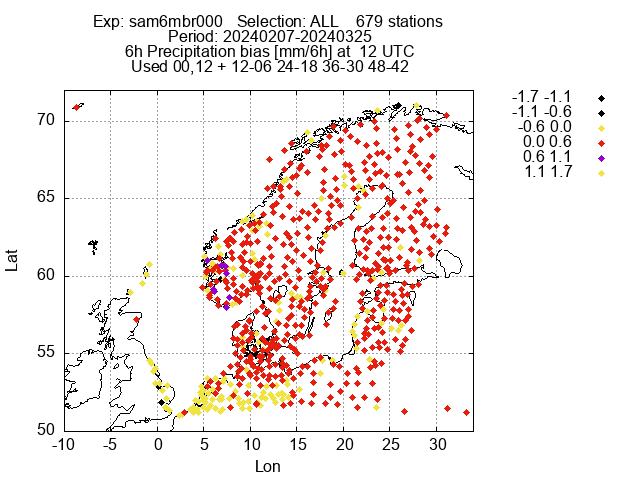 Exp: sam6mbr000   Selection: ALL    679 stations
Period: 20240207-20240325
6h Precipitation bias [mm/6h] at  12 UTC
Used 00,12 + 12-06 24-18 36-30 48-42
-1.7 -1.1
-1.1 -0.6
-0.6 0.0
0.0 0.6
0.6 1.1
1.1 1.7
70
65
60
55
50
Lat
-10 -5 0 5 10 15 20 25 30
Lon